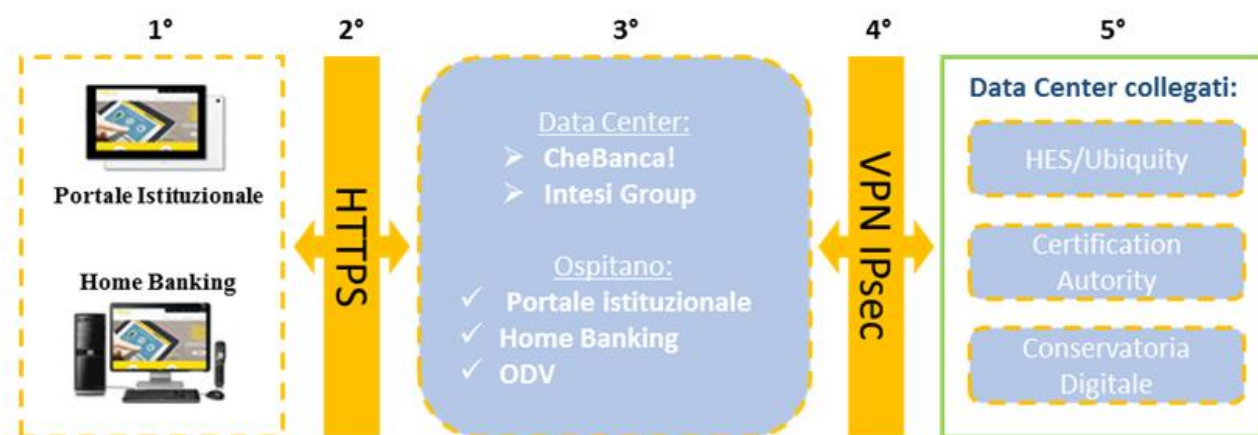 1°
2°
3°
4°
5°
Portale Istituzionale
Home Banking
HTTPS
Data Center:
➢ CheBanca!
➢ Intesi Group
Ospitano:
✓ Portale istituzionale
✓ Home Banking
✓ ODV
VPN IPsec
Data Center collegati:
HES/Ubiquity
Certification
Autority
Conservatoria
Digitale